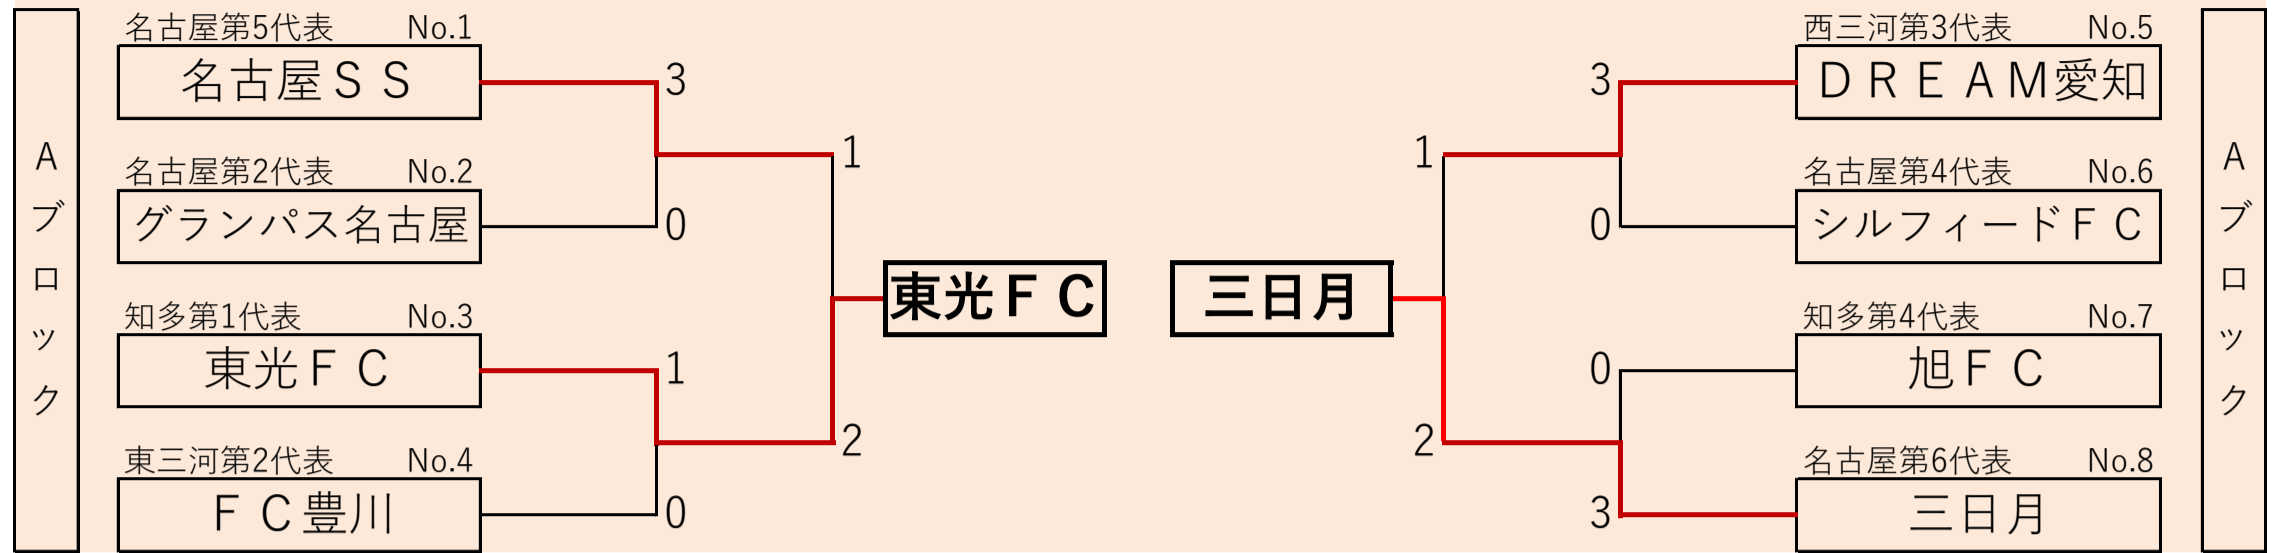 Aブロック
名古屋第5代表 No.1
名古屋ＳＳ
3
名古屋第2代表 No.2
グランパス名古屋
0
1
知多第1代表 No.3
東光ＦＣ
1
東三河第2代表 No.4
ＦＣ豊川
0
2
東光ＦＣ
三日月
西三河第3代表 No.5
ＤＲＥＡＭ愛知
3
名古屋第4代表 No.6
シルフィードＦＣ
0
1
知多第4代表 No.7
旭ＦＣ
0
名古屋第6代表 No.8
三日月
3
2
Aブロック